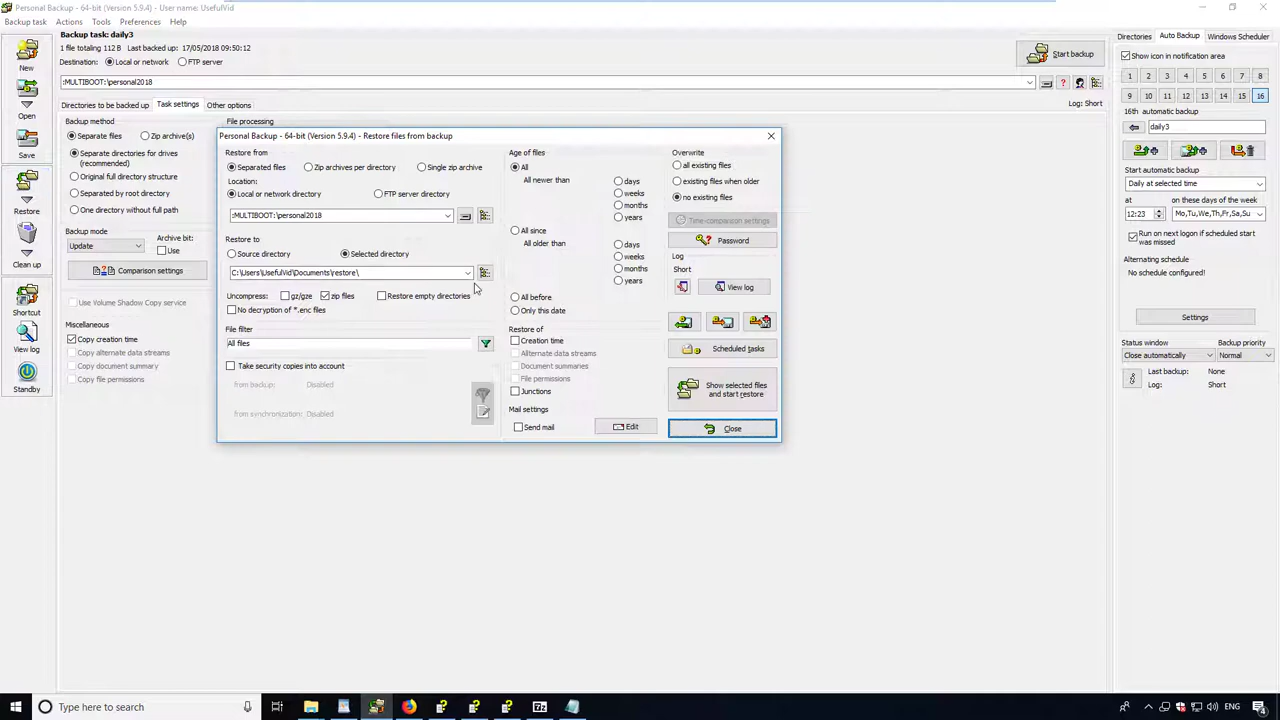 Personal Backup - 64-bit (Version 5.9.4) - User name: UsefulVid
Backup task Actions Tools Preferences Help
Backup task: daily3
1 file totaling 112 B Last backed up: 17/05/2018 09:50:12
Destination: Local or network FTP server
Start backup
:MULTIBOOT:\personal2018
Directories to be backed up Task settings Other options
Log: Short
New
Open
Save
Restore
Clean up
Shortcut
View log
Standby
Backup method
Separate files Zip archive(s)
Separate directories for drives
(recommended)
Original full directory structure
Separated by root directory
One directory without full path
Backup mode
Update
Archive bit:
Use
Comparison settings
Use Volume Shadow Copy service
Miscellaneous
Copy creation time
Copy alternate data streams
Copy document summary
Copy file permissions
File processing
Personal Backup - 64-bit (Version 5.9.4) - Restore files from backup
Restore from
Separated files Zip archives per directory Single zip archive
Location:
Local or network directory FTP server directory
:MULTIBOOT:\personal2018
Restore to
Source directory Selected directory
C:\Users\UsefulVid\Documents\restore\
Uncompress: gz/gze zip files Restore empty directories
No decryption of *.enc files
File filter
All files
Take security copies into account
from backup: Disabled
from synchronization: Disabled
Age of files
All
All newer than
days
weeks
months
years
All since
All older than
days
weeks
months
years
All before
Only this date
Restore of
Creation time
Alternate data streams
Document summaries
File permissions
Junctions
Mail settings
Send mail Edit
Overwrite
all existing files
existing files when older
no existing files
Time-comparison settings
Password
Log
Short
View log
Scheduled tasks
Show selected files
and start restore
Close
Directories Auto Backup Windows Scheduler
Show icon in notification area
1 2 3 4 5 6 7 8
9 10 11 12 13 14 15 16
16th automatic backup
daily3
Start automatic backup
Daily at selected time
at on these days of the week
12:23 Mo,Tu,We,Th,Fr,Sa,Su
Run on next logon if scheduled start
was missed
Alternating schedule
No schedule configured!
Settings
Status window Backup priority
Close automatically Normal
Last backup: None
Log: Short
Type here to search
ENG
4